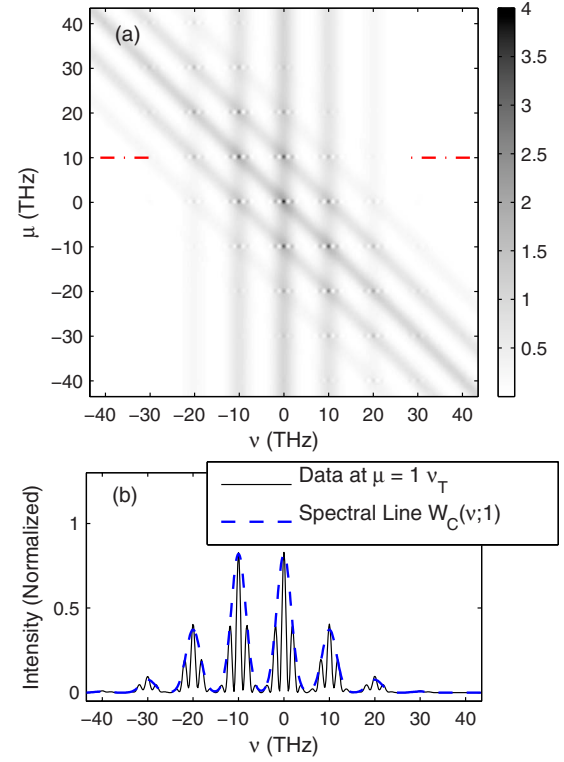 (a)
40
30
20
10
0
−10
−20
−30
−40
μ (THz)
−40 −30 −20 −10 0 10 20 30 40
ν (THz)
4
3.5
3
2.5
2
1.5
1
0.5
(b)
Data at μ = 1 ν_T
Spectral Line W_C(ν;1)
1
0.5
0
Intensity (Normalized)
−40 −30 −20 −10 0 10 20 30 40
ν (THz)